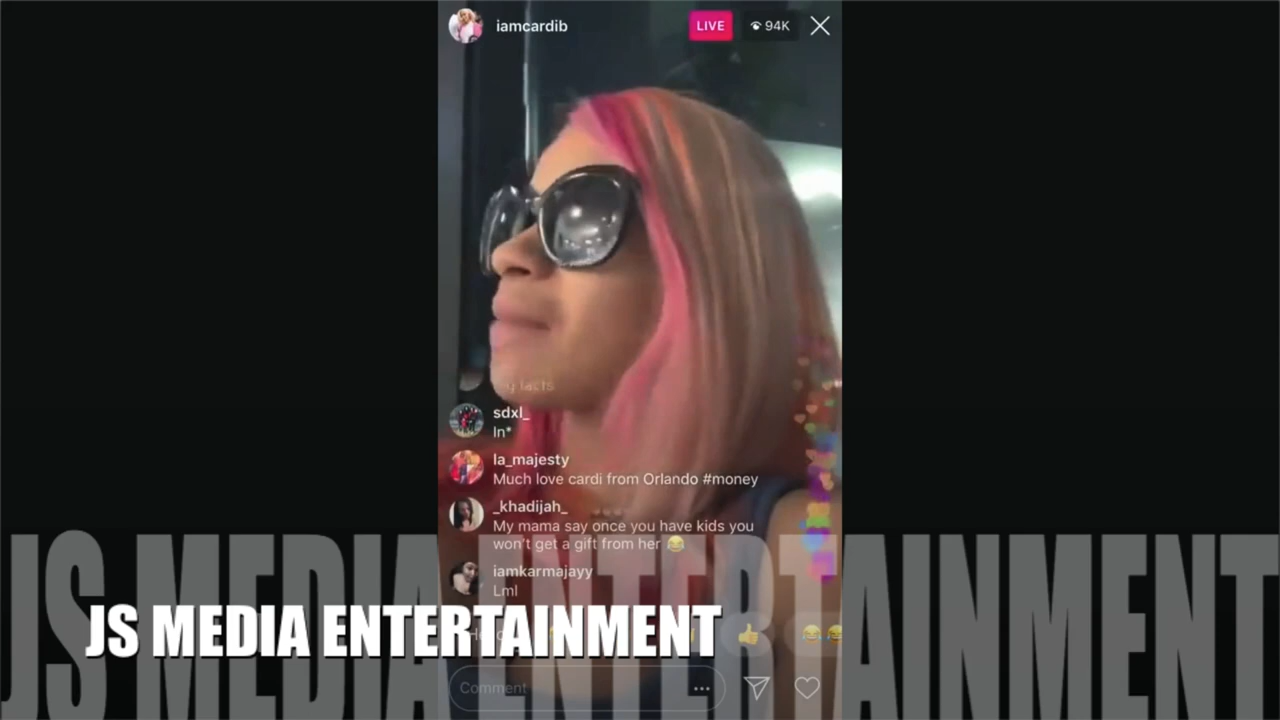 iamcardib
LIVE
94K
sdxl_
In*
la_majesty
Much love cardi from Orlando #money
_khadijah_
My mama say once you have kids you
won't get a gift from her 😂
iamkarmajayy
Lml
JS MEDIA ENTERTAINMENT
JS MEDIA ENTERTAINMENT
Comment